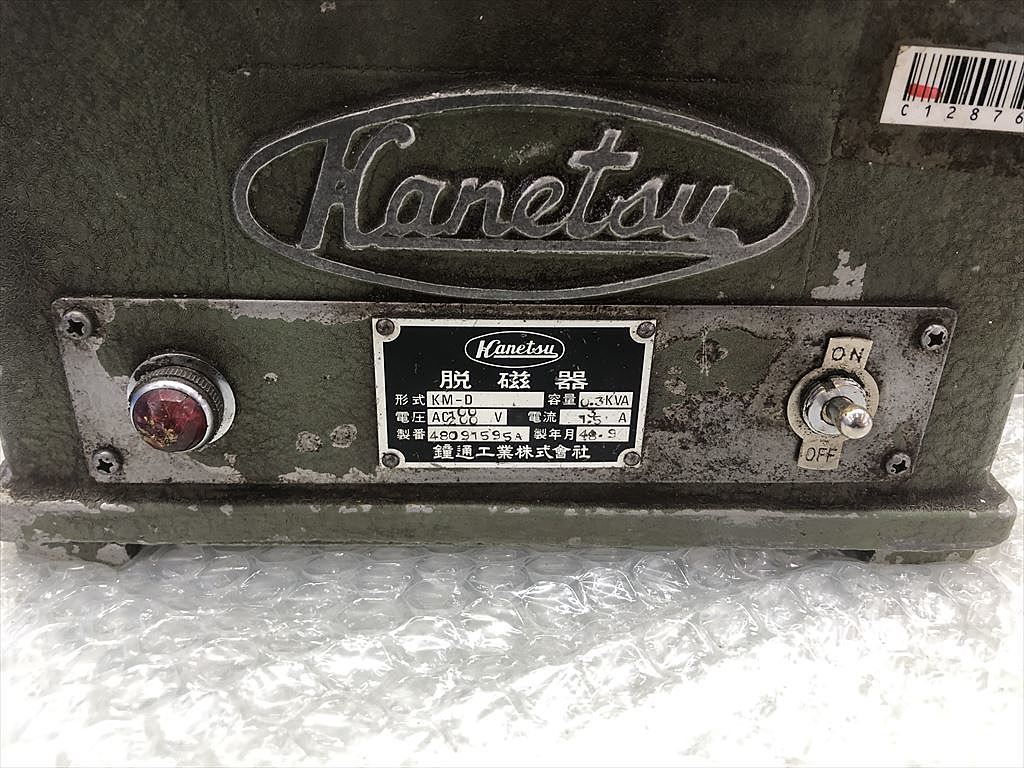 C12876
Kanetsu
Kanetsu
脱磁器
形式 KM-D 容量 0.3KVA
電圧 AC V 電流 A
製番 48091595A 製年月 48.9
鐘通工業株式會社
ON
OFF